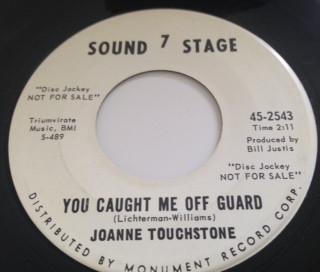 SOUND 7 STAGE
"Disc Jockey
NOT FOR SALE"
Triumvirate
Music, BMI
S-489
45-2543
Time 2:11
Produced by
Bill Justis
"Disc Jockey
NOT FOR SALE"
YOU CAUGHT ME OFF GUARD
(Lichterman-Williams)
JOANNE TOUCHSTONE
DISTRIBUTED BY MONUMENT RECORD CORP.